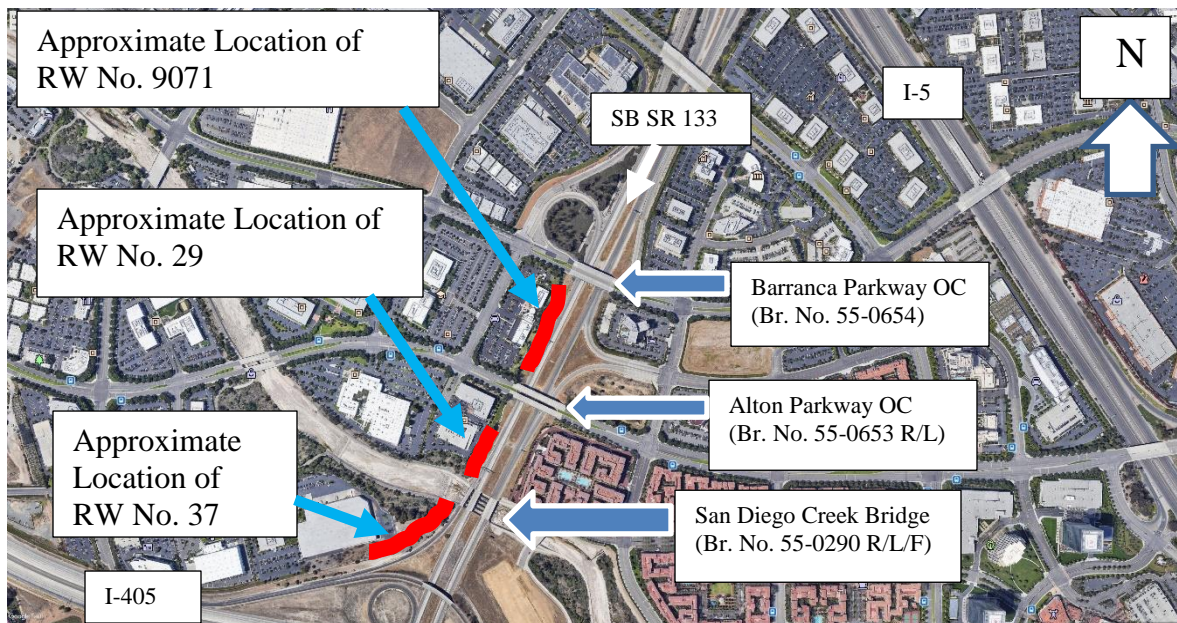 Approximate Location of
RW No. 9071
N
I-5
SB SR 133
Approximate Location of
RW No. 29
Barranca Parkway OC
(Br. No. 55-0654)
Alton Parkway OC
(Br. No. 55-0653 R/L)
Approximate
Location of
RW No. 37
San Diego Creek Bridge
(Br. No. 55-0290 R/L/F)
I-405